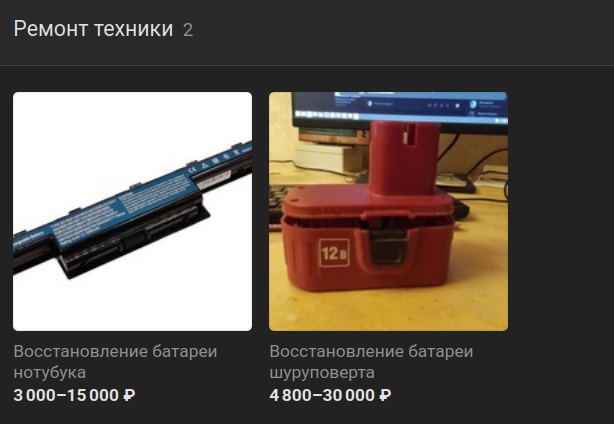 Ремонт техники 2
12в
Восстановление батареи
нотубука
3 000–15 000 ₽
Восстановление батареи
шуруповерта
4 800–30 000 ₽